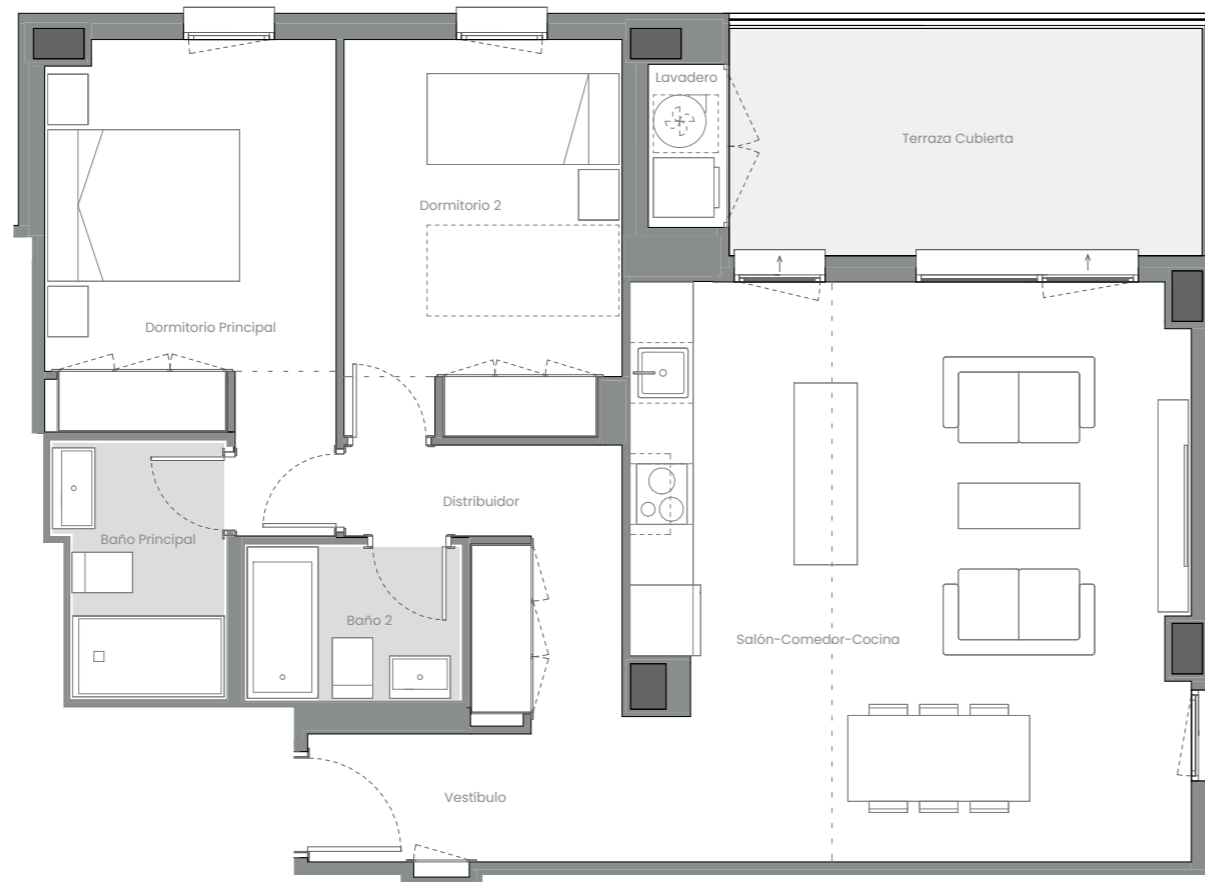 Lavadero
Terraza Cubierta
Dormitorio 2
Dormitorio Principal
Distribuidor
Baño Principal
Baño 2
Salón-Comedor-Cocina
Vestíbulo